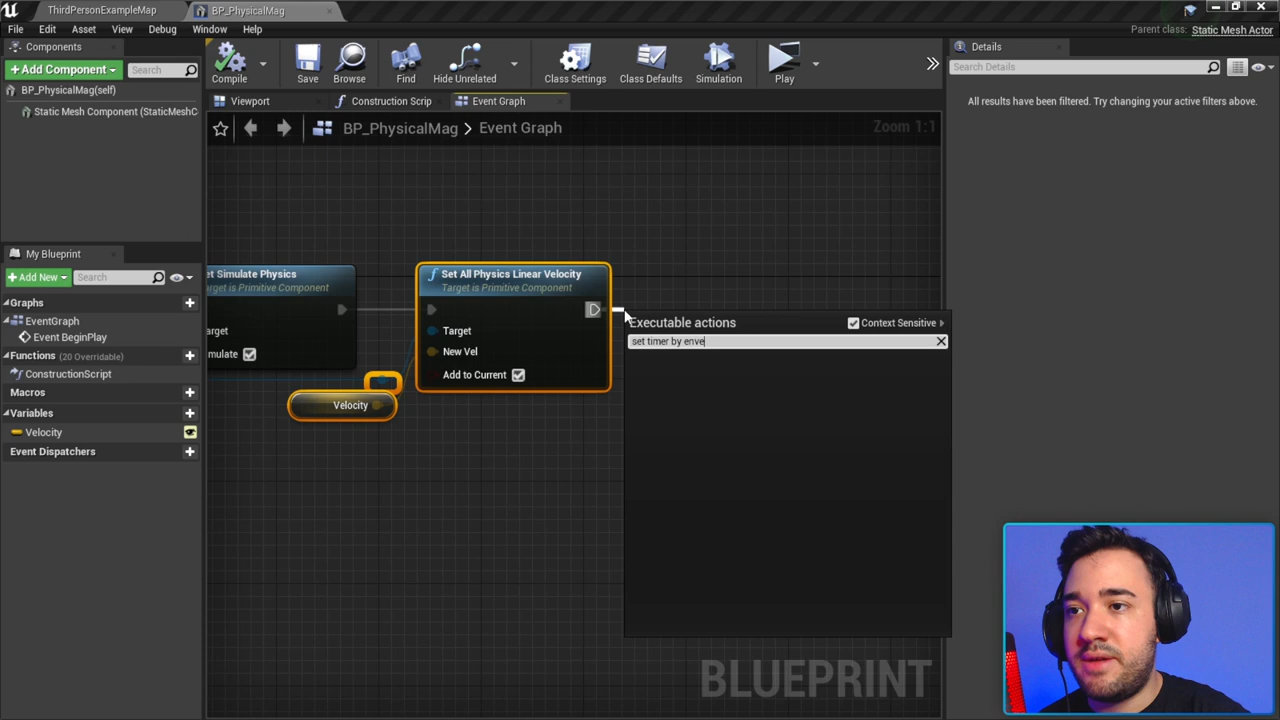 ThirdPersonExampleMap
BP_PhysicalMag
File Edit Asset View Debug Window Help
Parent class: Static Mesh Actor
Components
+Add Component
Search
BP_PhysicalMag(self)
Static Mesh Component (StaticMeshC
Compile
Save
Browse
Find
Hide Unrelated
Class Settings
Class Defaults
Simulation
Play
Details
Search Details
All results have been filtered. Try changing your active filters above.
Viewport
Construction Scrip
Event Graph
BP_PhysicalMag > Event Graph
Zoom 1:1
My Blueprint
+Add New
Search
Graphs
EventGraph
Event BeginPlay
Functions (20 Overridable)
ConstructionScript
Macros
Variables
Velocity
Event Dispatchers
et Simulate Physics
arget is Primitive Component
arget
mulate
Velocity
Set All Physics Linear Velocity
Target is Primitive Component
Target
New Vel
Add to Current
Executable actions
Context Sensitive
set timer by enve
BLUEPRINT